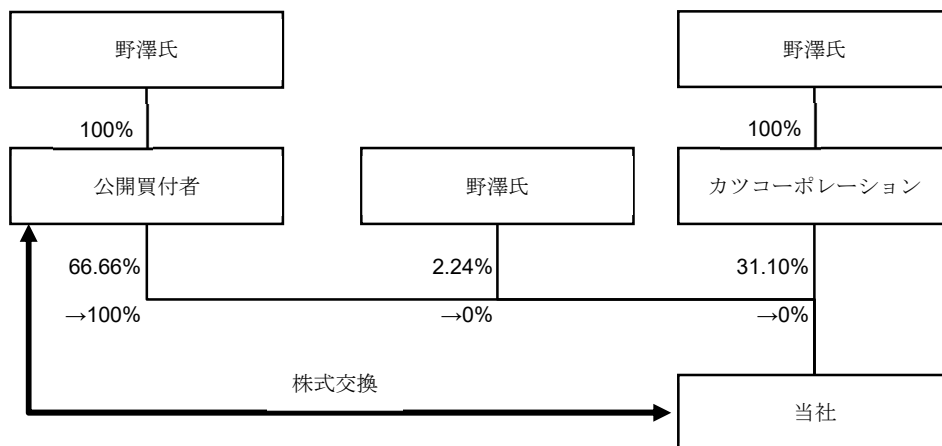 野澤氏
野澤氏
100%
100%
公開買付者
野澤氏
カツコーポレーション
66.66%
2.24%
31.10%
→100%
→0%
→0%
株式交換
当社